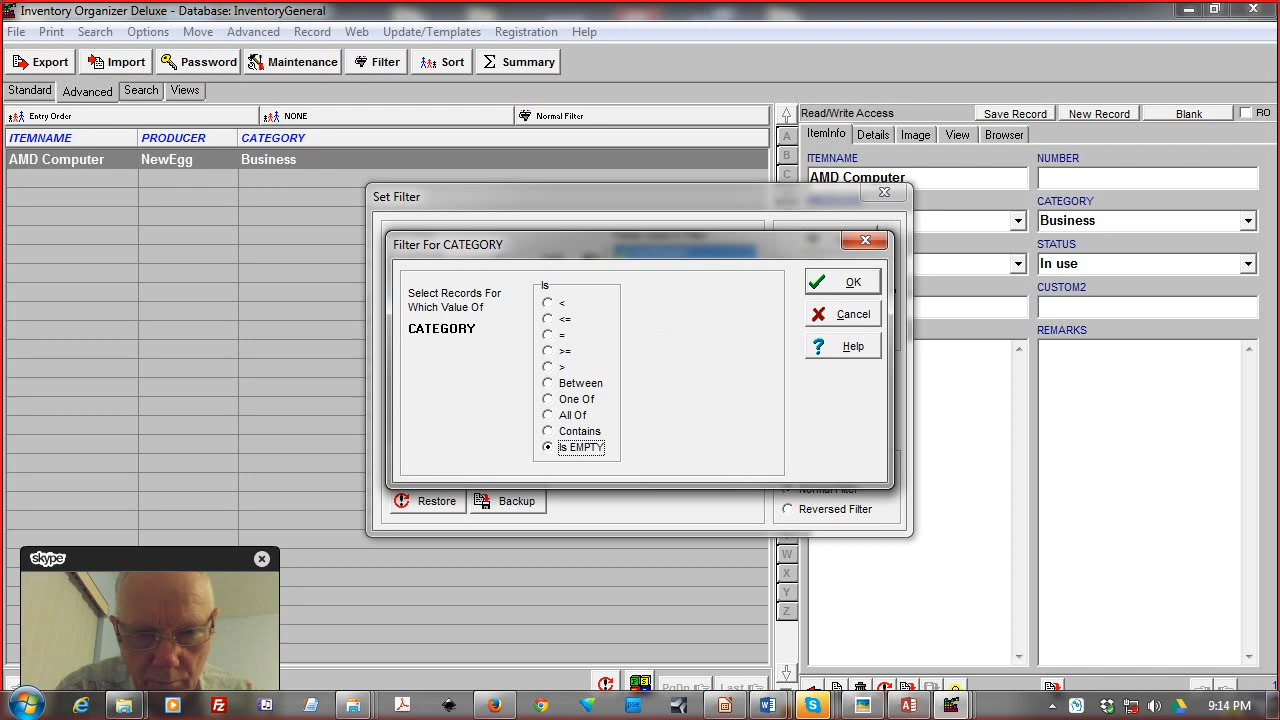 Inventory Organizer Deluxe - Database: InventoryGeneral
File Print Search Options Move Advanced Record Web Update/Templates Registration Help
Export Import Password Maintenance Filter Sort Summary
Standard Advanced Search Views
Entry Order NONE Normal Filter
Read/Write Access Save Record New Record Blank RO
ITEMNAME PRODUCER CATEGORY
AMD Computer NewEgg Business
A
B
C
ItemInfo Details Image View Browser
ITEMNAME NUMBER
AMD Computer
CATEGORY
Business
STATUS
In use
CUSTOM2
REMARKS
Set Filter
Filter For CATEGORY
Select Records For
Which Value Of
CATEGORY
Is
<
<=
=
>=
>
Between
One Of
All Of
Contains
Is EMPTY
OK
Cancel
Help
Normal Filter
Reversed Filter
Restore Backup
W
X
Y
Z
skype
PgDn Last
pse
9:14 PM